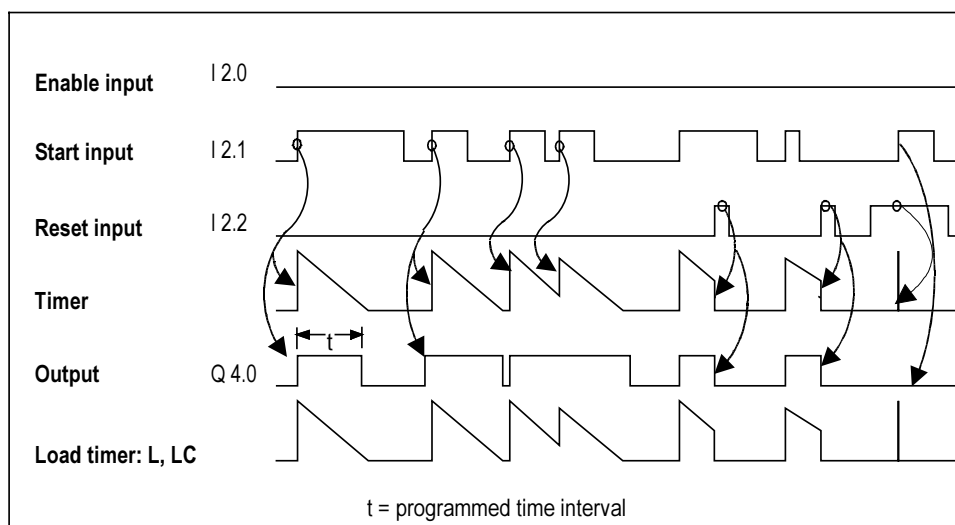 Enable input I 2.0
Start input I 2.1
Reset input I 2.2
Timer
t
Output Q 4.0
Load timer: L, LC
t = programmed time interval